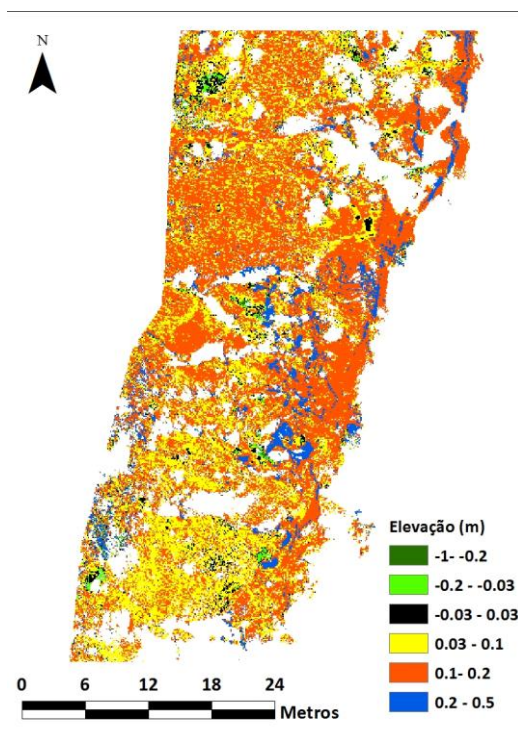 N
Elevação (m)
-1- -0.2
-0.2 - -0.03
-0.03 - 0.03
0.03 - 0.1
0.1- 0.2
0.2 - 0.5
0 6 12 18 24
Metros